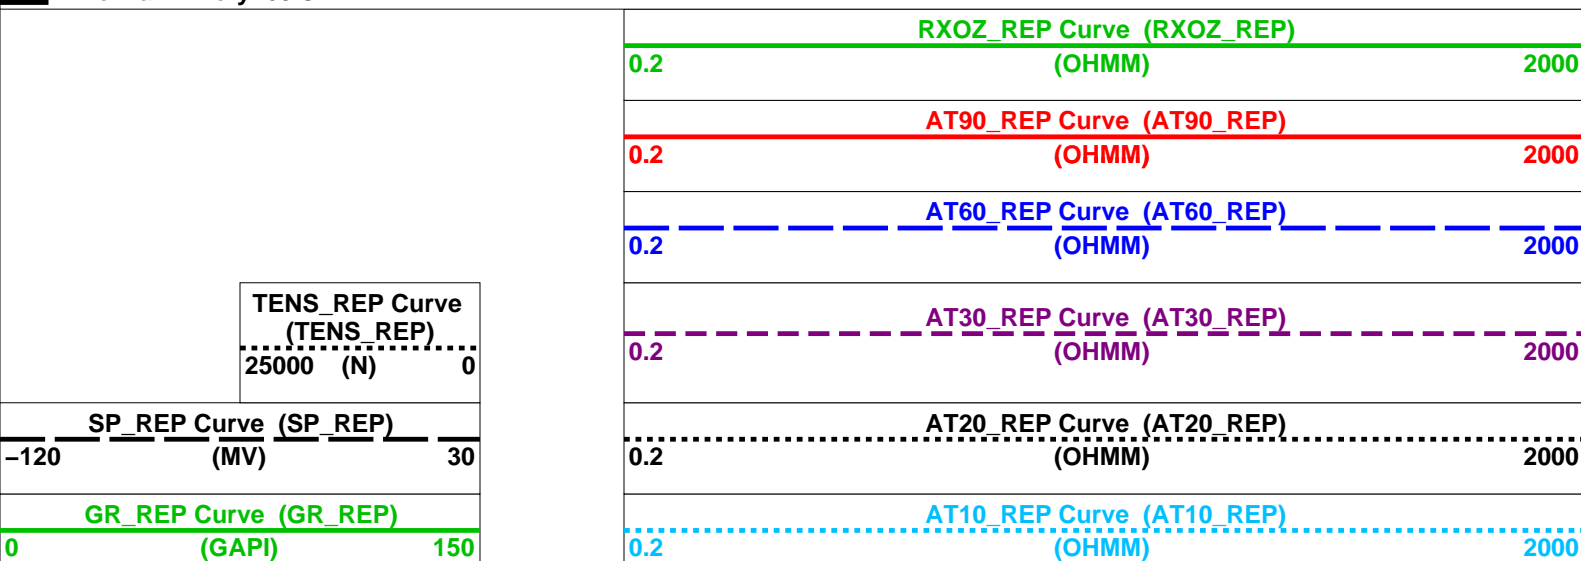 RXOZ_REP Curve (RXOZ_REP)
0.2 (OHMM) 2000
AT90_REP Curve (AT90_REP)
0.2 (OHMM) 2000
AT60_REP Curve (AT60_REP)
0.2 (OHMM) 2000
TENS_REP Curve
(TENS_REP)
25000 (N) 0
AT30_REP Curve (AT30_REP)
0.2 (OHMM) 2000
SP_REP Curve (SP_REP)
−120 (MV) 30
AT20_REP Curve (AT20_REP)
0.2 (OHMM) 2000
GR_REP Curve (GR_REP)
0 (GAPI) 150
AT10_REP Curve (AT10_REP)
0.2 (OHMM) 2000